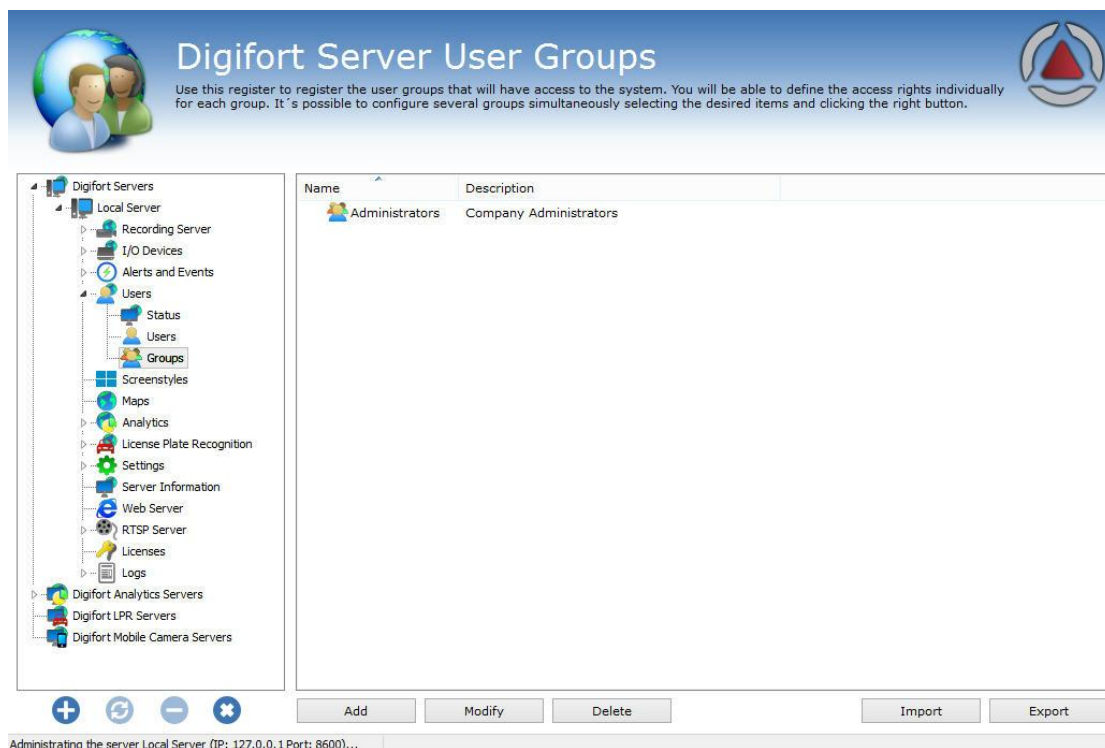 Digifort Server User Groups
Use this register to register the user groups that will have access to the system. You will be able to define the access rights individually
for each group. It´s possible to configure several groups simultaneously selecting the desired items and clicking the right button.
Digifort Servers
Local Server
Recording Server
I/O Devices
Alerts and Events
Users
Status
Users
Groups
Screenstyles
Maps
Analytics
License Plate Recognition
Settings
Server Information
Web Server
RTSP Server
Licenses
Logs
Digifort Analytics Servers
Digifort LPR Servers
Digifort Mobile Camera Servers
Name Description
Administrators Company Administrators
Add Modify Delete Import Export
Administrating the server Local Server (IP: 127.0.0.1 Port: 8600)...